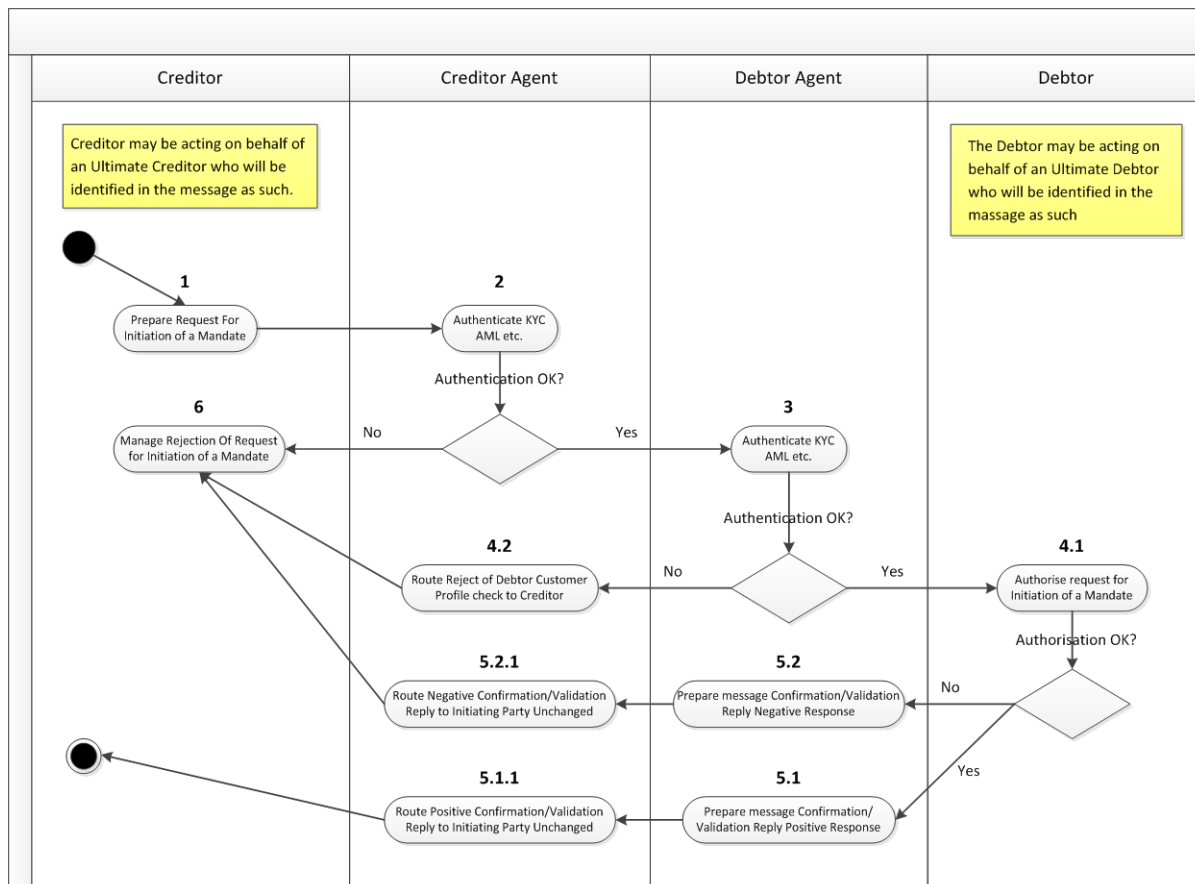 Creditor
Creditor Agent
Debtor Agent
Debtor
Creditor may be acting on behalf of
an Ultimate Creditor who will be
identified in the message as such.
The Debtor may be acting on
behalf of an Ultimate Debtor
who will be identified in the
massage as such
1
Prepare Request For
Initiation of a Mandate
2
Authenticate KYC
AML etc.
Authentication OK?
6
Manage Rejection Of Request
for Initiation of a Mandate
No
Yes
3
Authenticate KYC
AML etc.
Authentication OK?
4.2
Route Reject of Debtor Customer
Profile check to Creditor
No
Yes
4.1
Authorise request for
Initiation of a Mandate
Authorisation OK?
5.2.1
Route Negative Confirmation/Validation
Reply to Initiating Party Unchanged
5.2
Prepare message Confirmation/Validation
Reply Negative Response
No
Yes
5.1.1
Route Positive Confirmation/Validation
Reply to Initiating Party Unchanged
5.1
Prepare message Confirmation/
Validation Reply Positive Response